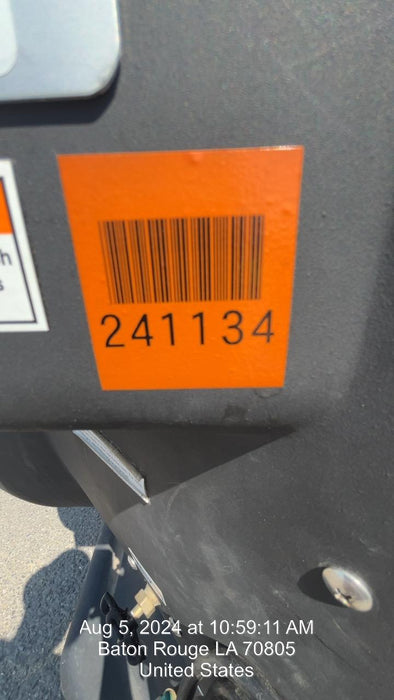 h
s
241134
Aug 5, 2024 at 10:59:11 AM
Baton Rouge LA 70805
United States